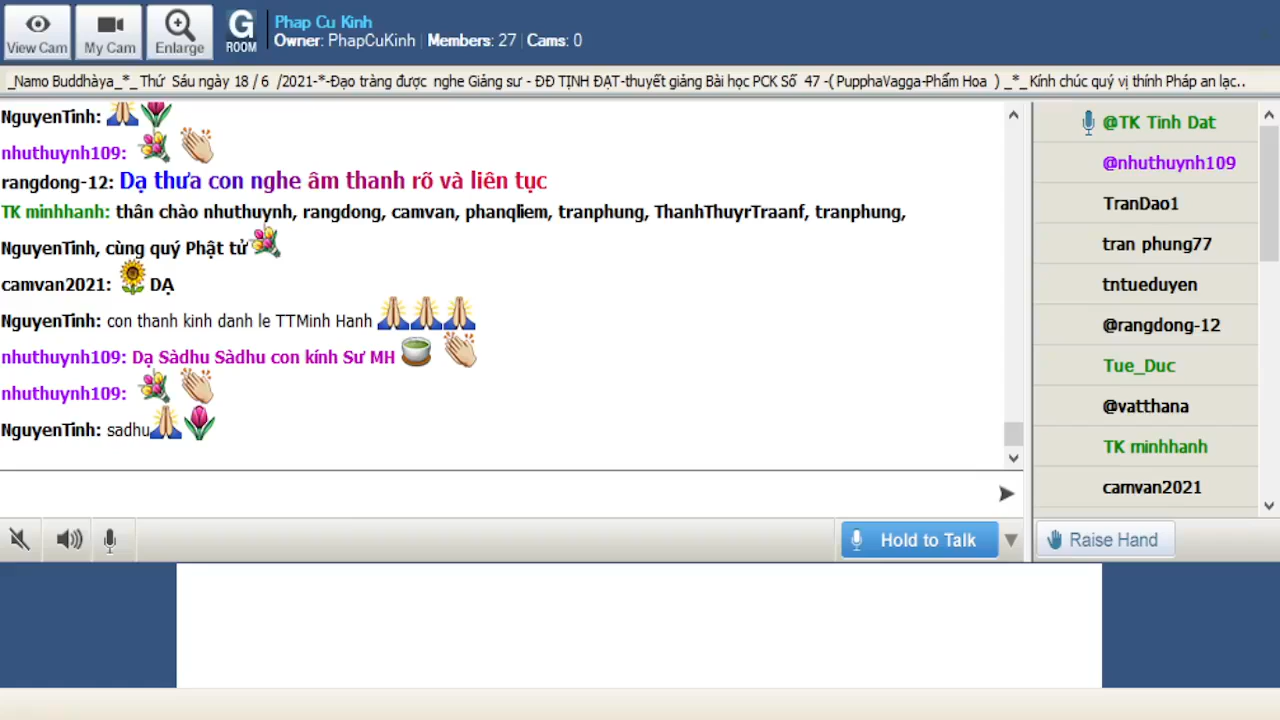 View Cam
My Cam
Enlarge
G
ROOM
Phap Cu Kinh
Owner: PhapCuKinh | Members: 27 | Cams: 0
_Namo Buddhàya_*_ Thứ Sáu ngày 18 / 6 /2021-*-Đạo tràng được nghe Giảng sư - ĐĐ TỊNH ĐẠT-thuyết giảng Bài học PCK Số 47 -( PupphaVagga-Phẩm Hoa ) _*_ Kính chúc quý vị thính Pháp an lạc..
NguyenTinh:
nhuthuynh109:
rangdong-12: Dạ thưa con nghe âm thanh rõ và liên tục
TK minhhanh: thân chào nhuthuynh, rangdong, camvan, phanqliem, tranphung, ThanhThuyrTraanf, tranphung,
NguyenTinh, cùng quý Phật tử
camvan2021: DẠ
NguyenTinh: con thanh kinh danh le TTMinh Hanh
nhuthuynh109: Dạ Sàdhu Sàdhu con kính Sư MH
nhuthuynh109:
NguyenTinh: sadhu
@TK Tinh Dat
@nhuthuynh109
TranDao1
tran phung77
tntueduyen
@rangdong-12
Tue_Duc
@vatthana
TK minhhanh
camvan2021
Hold to Talk
Raise Hand